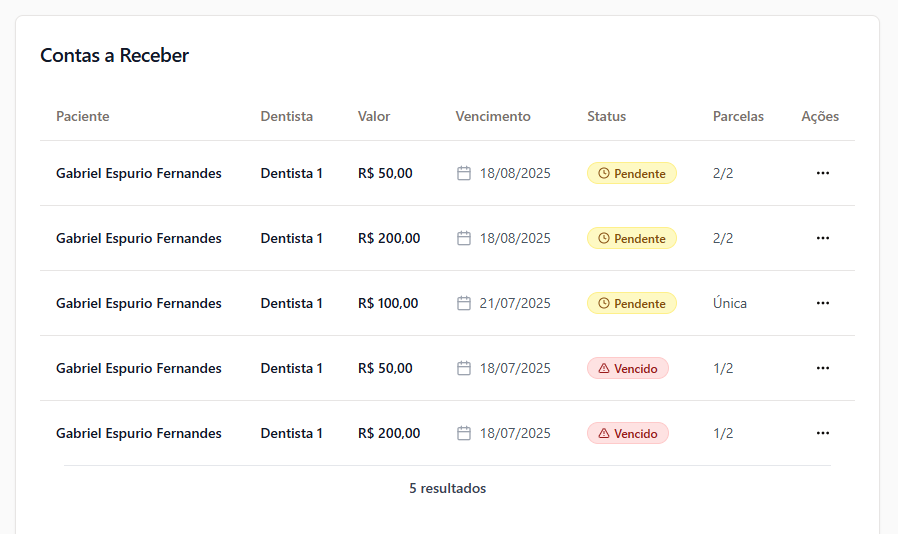 Contas a Receber
Paciente Dentista Valor Vencimento Status Parcelas Ações
Gabriel Espurio Fernandes Dentista 1 R$ 50,00 18/08/2025 Pendente 2/2
Gabriel Espurio Fernandes Dentista 1 R$ 200,00 18/08/2025 Pendente 2/2
Gabriel Espurio Fernandes Dentista 1 R$ 100,00 21/07/2025 Pendente Única
Gabriel Espurio Fernandes Dentista 1 R$ 50,00 18/07/2025 Vencido 1/2
Gabriel Espurio Fernandes Dentista 1 R$ 200,00 18/07/2025 Vencido 1/2
5 resultados